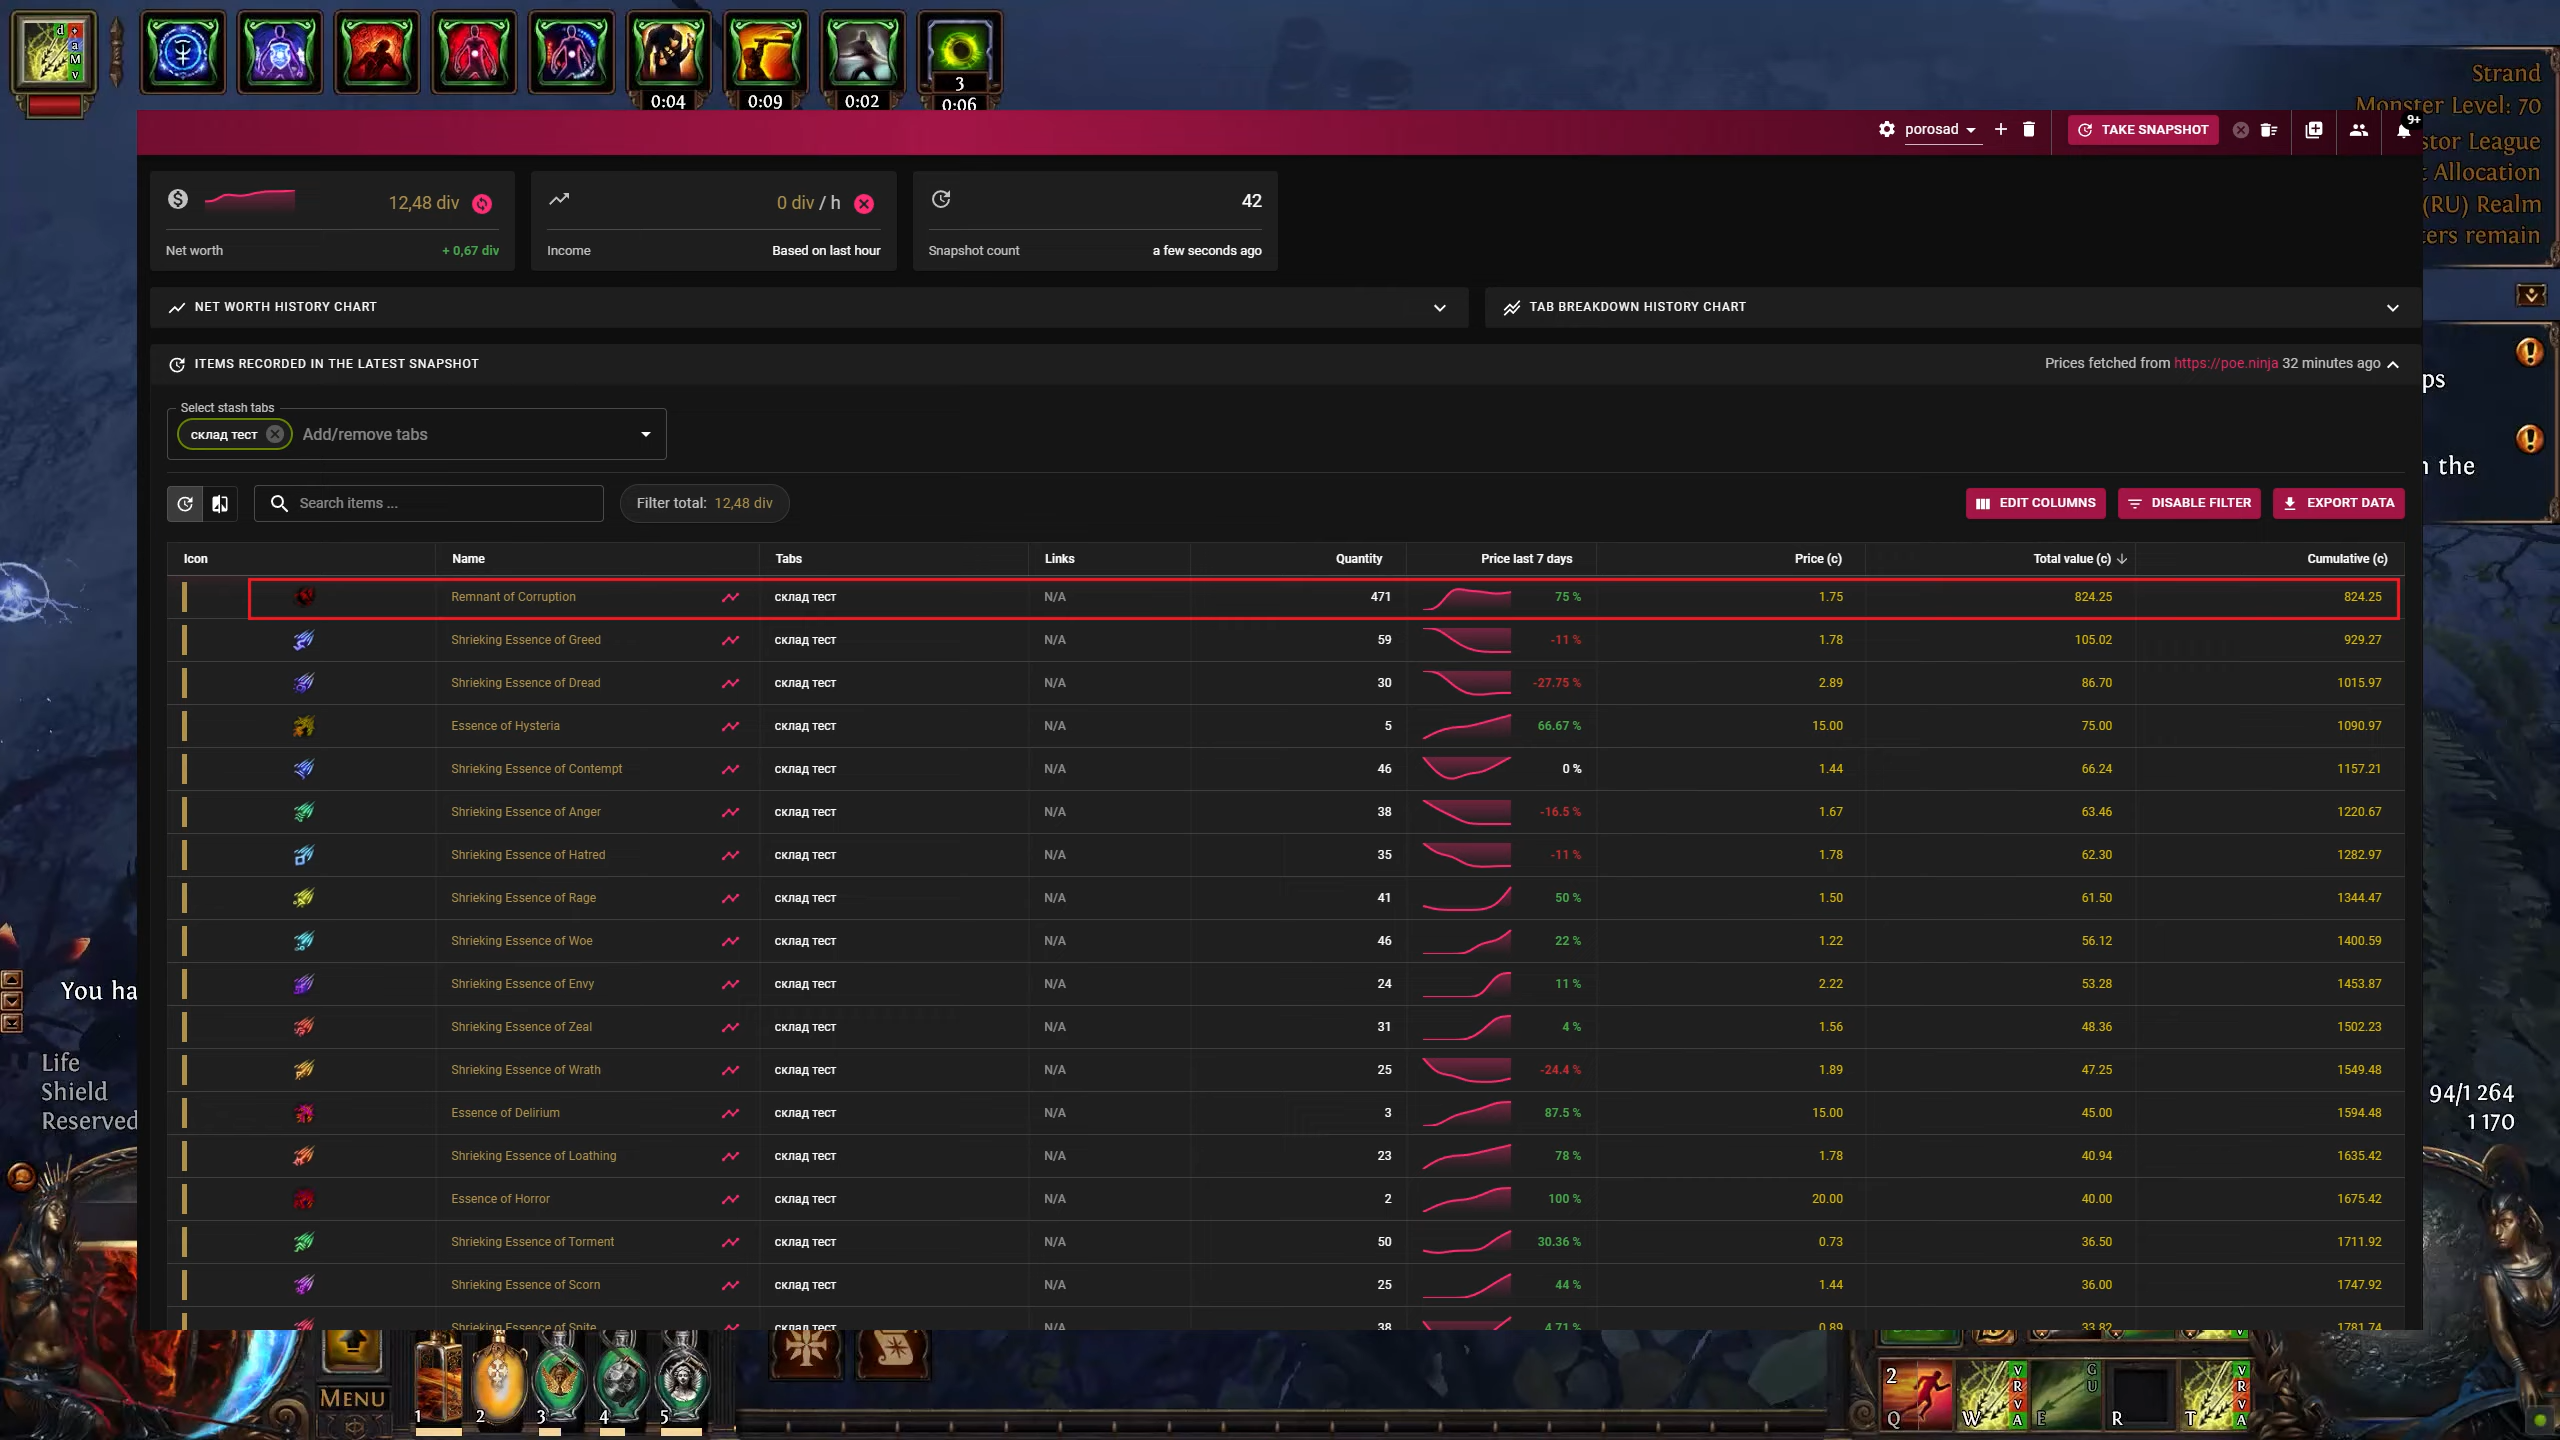 d + a M v
0:04 0:09 0:02 3 0:06
Strand
Monster Level: 70
stor League
Allocation
(RU) Realm
ters remain
porosad TAKE SNAPSHOT 9+
12,48 div 0 div / h 42
Net worth + 0,67 div Income Based on last hour Snapshot count a few seconds ago
NET WORTH HISTORY CHART TAB BREAKDOWN HISTORY CHART
ITEMS RECORDED IN THE LATEST SNAPSHOT Prices fetched from https://poe.ninja 32 minutes ago
ps
Select stash tabs
склад тест Add/remove tabs
n the
Search items ... Filter total: 12,48 div EDIT COLUMNS DISABLE FILTER EXPORT DATA
Icon Name Tabs Links Quantity Price last 7 days Price (c) Total value (c) Cumulative (c)
Remnant of Corruption склад тест N/A 471 75 % 1.75 824.25 824.25
Shrieking Essence of Greed склад тест N/A 59 -11 % 1.78 105.02 929.27
Shrieking Essence of Dread склад тест N/A 30 -27.75 % 2.89 86.70 1015.97
Essence of Hysteria склад тест N/A 5 66.67 % 15.00 75.00 1090.97
Shrieking Essence of Contempt склад тест N/A 46 0 % 1.44 66.24 1157.21
Shrieking Essence of Anger склад тест N/A 38 -16.5 % 1.67 63.46 1220.67
Shrieking Essence of Hatred склад тест N/A 35 -11 % 1.78 62.30 1282.97
Shrieking Essence of Rage склад тест N/A 41 50 % 1.50 61.50 1344.47
Shrieking Essence of Woe склад тест N/A 46 22 % 1.22 56.12 1400.59
Shrieking Essence of Envy склад тест N/A 24 11 % 2.22 53.28 1453.87
You ha
Shrieking Essence of Zeal склад тест N/A 31 4 % 1.56 48.36 1502.23
Shrieking Essence of Wrath склад тест N/A 25 -24.4 % 1.89 47.25 1549.48
Life
Shield 94/1 264
Reserved 1 170
Essence of Delirium склад тест N/A 3 87.5 % 15.00 45.00 1594.48
Shrieking Essence of Loathing склад тест N/A 23 78 % 1.78 40.94 1635.42
Essence of Horror склад тест N/A 2 100 % 20.00 40.00 1675.42
Shrieking Essence of Torment склад тест N/A 50 30.36 % 0.73 36.50 1711.92
Shrieking Essence of Scorn склад тест N/A 25 44 % 1.44 36.00 1747.92
Shrieking Essence of Spite склад тест N/A 38 4.71 % 0.89 33.82 1781.74
MENU 1 2 3 4 5
2 Q W V R V A E G U R T V R V A